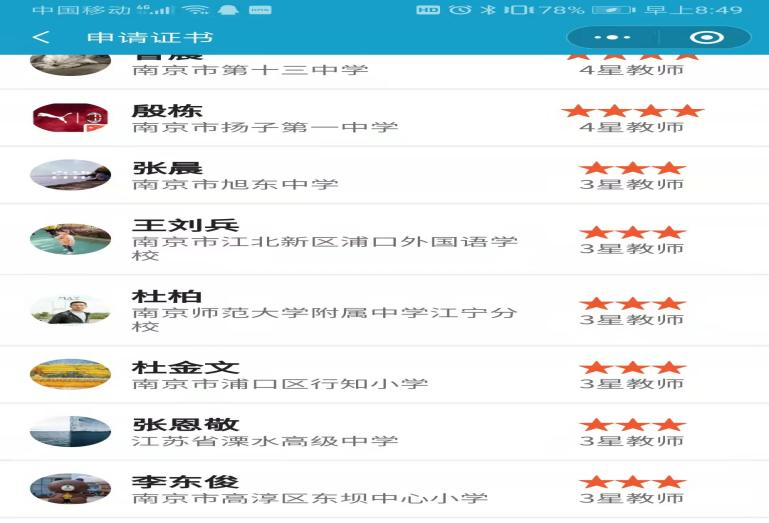 中国移动 4G HD 78% 早上8:49
申请证书
南京市第十三中学
4星教师
殷栋
南京市扬子第一中学
4星教师
张晨
南京市旭东中学
3星教师
王刘兵
南京市江北新区浦口外国语学
校
3星教师
杜柏
南京师范大学附属中学江宁分
校
3星教师
杜金文
南京市浦口区行知小学
3星教师
张恩敬
江苏省溧水高级中学
3星教师
李东俊
南京市高淳区东坝中心小学
3星教师